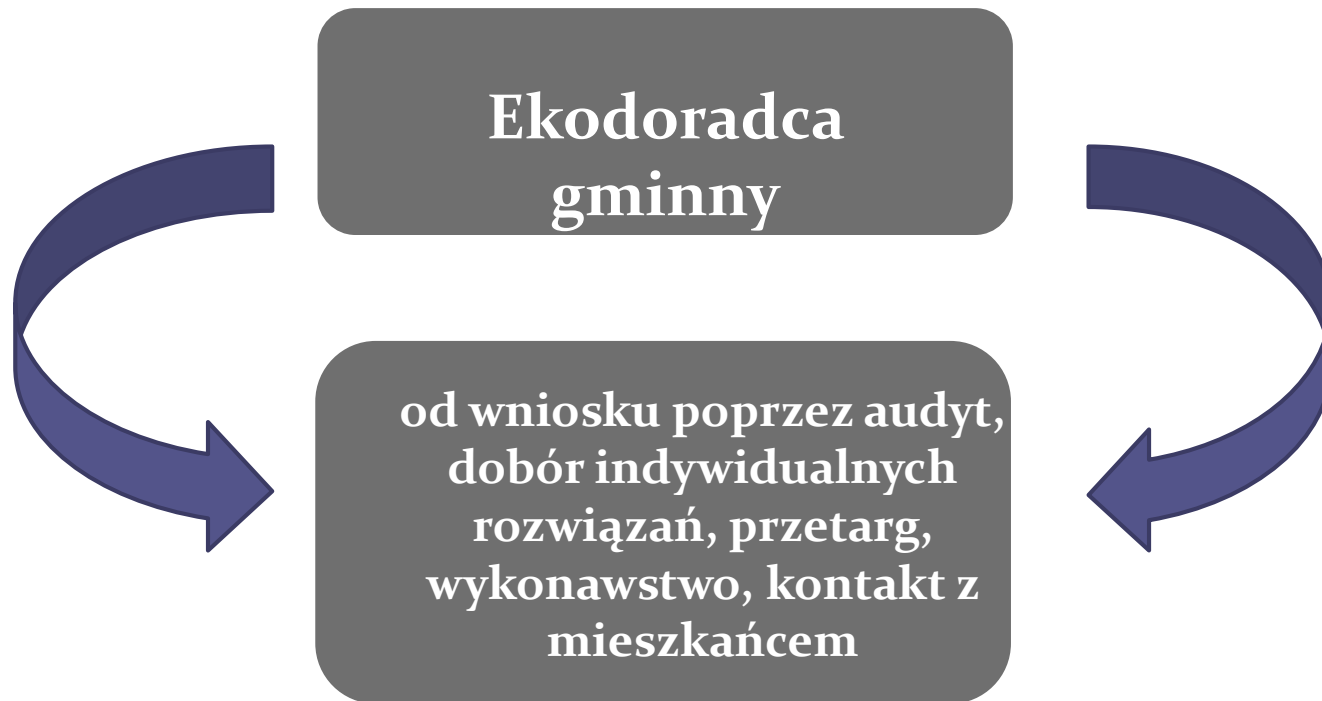 Ekodoradca
gminny
od wniosku poprzez audyt,
dobór indywidualnych
rozwiązań, przetarg,
wykonawstwo, kontakt z
mieszkańcem